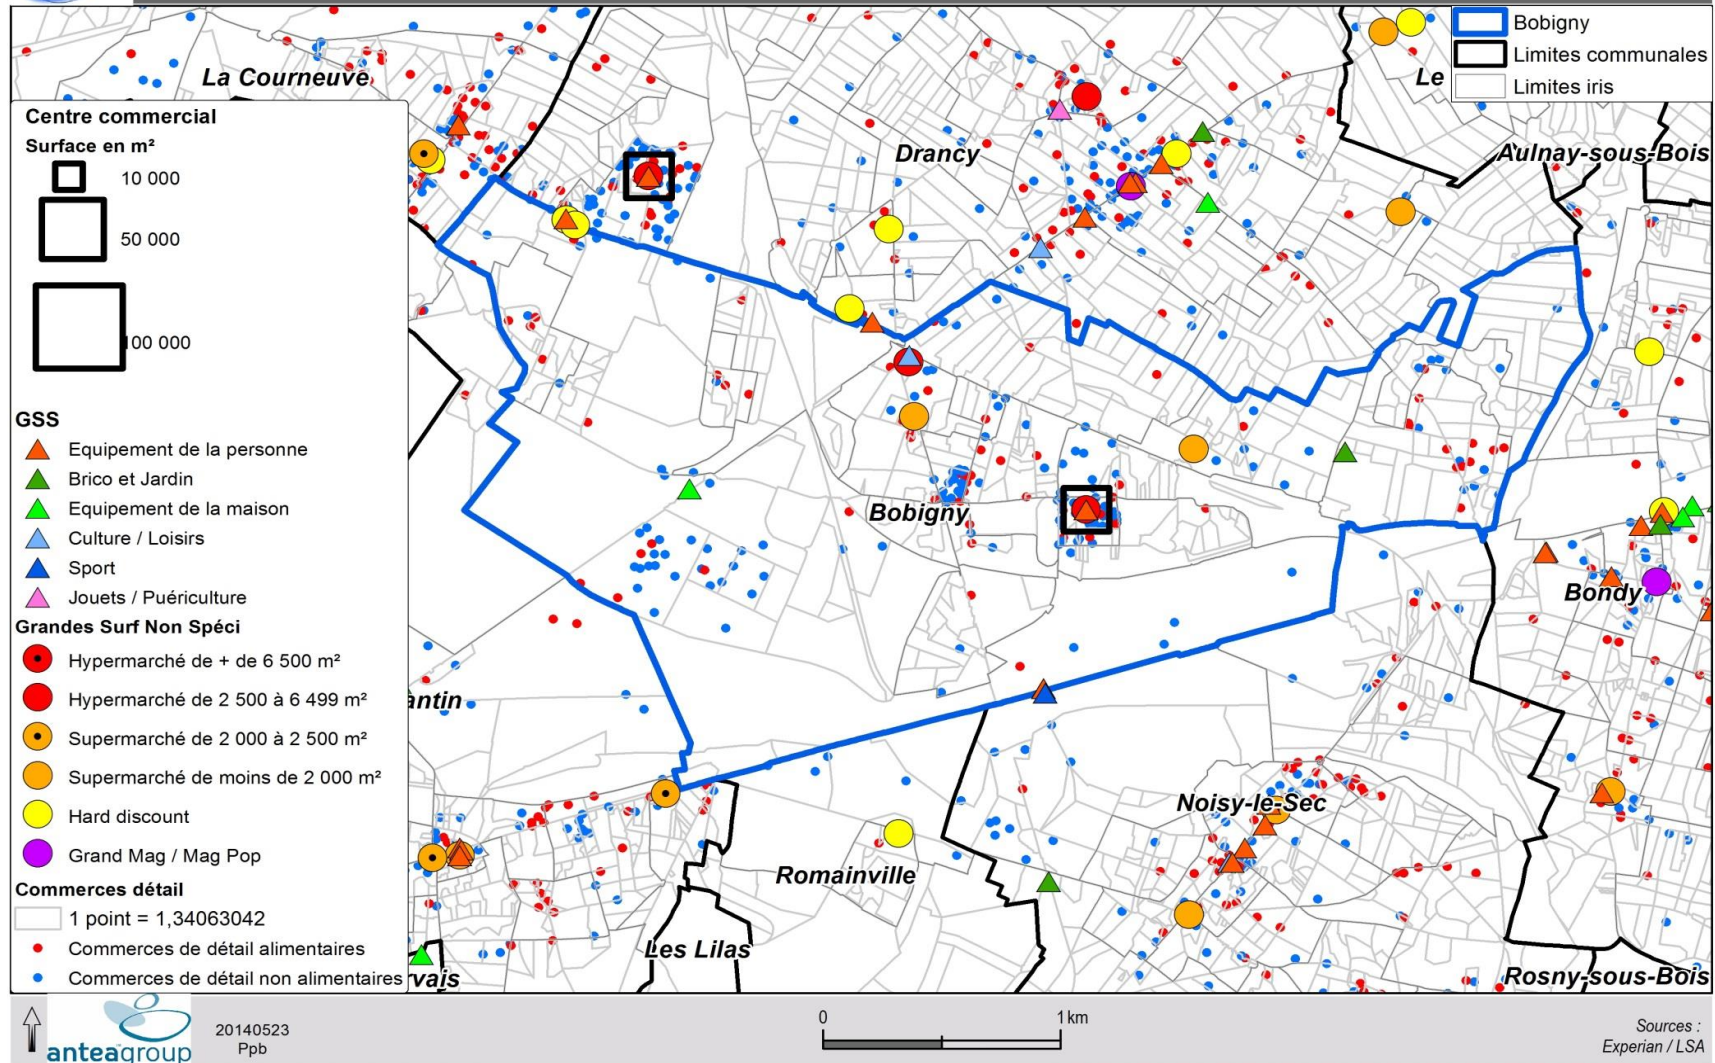 Bobigny
Limites communales
Limites iris
La Courneuve
Le
Drancy
Aulnay-sous-Bois
Centre commercial
Surface en m²
10 000
50 000
100 000
GSS
Equipement de la personne
Brico et Jardin
Equipement de la maison
Culture / Loisirs
Sport
Jouets / Puériculture
Grandes Surf Non Spéci
Hypermarché de + de 6 500 m²
Hypermarché de 2 500 à 6 499 m²
Supermarché de 2 000 à 2 500 m²
Supermarché de moins de 2 000 m²
Hard discount
Grand Mag / Mag Pop
Commerces détail
1 point = 1,34063042
Commerces de détail alimentaires
Commerces de détail non alimentaires
Bobigny
Bondy
antin
Noisy-le-Sec
Romainville
Les Lilas
rvais
Rosny-sous-Bois
anteagroup
20140523
Ppb
0
1km
Sources :
Experian / LSA